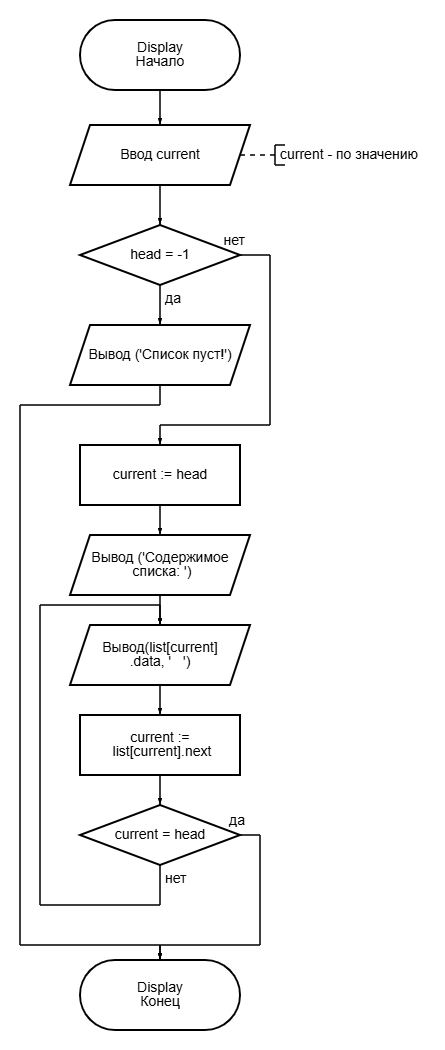 Display
Начало
Ввод current
current - по значению
нет
head = -1
да
Вывод ('Список пуст!')
current := head
Вывод ('Содержимое
списка: ')
Вывод(list[current]
.data, '   ')
current :=
list[current].next
да
current = head
нет
Display
Конец